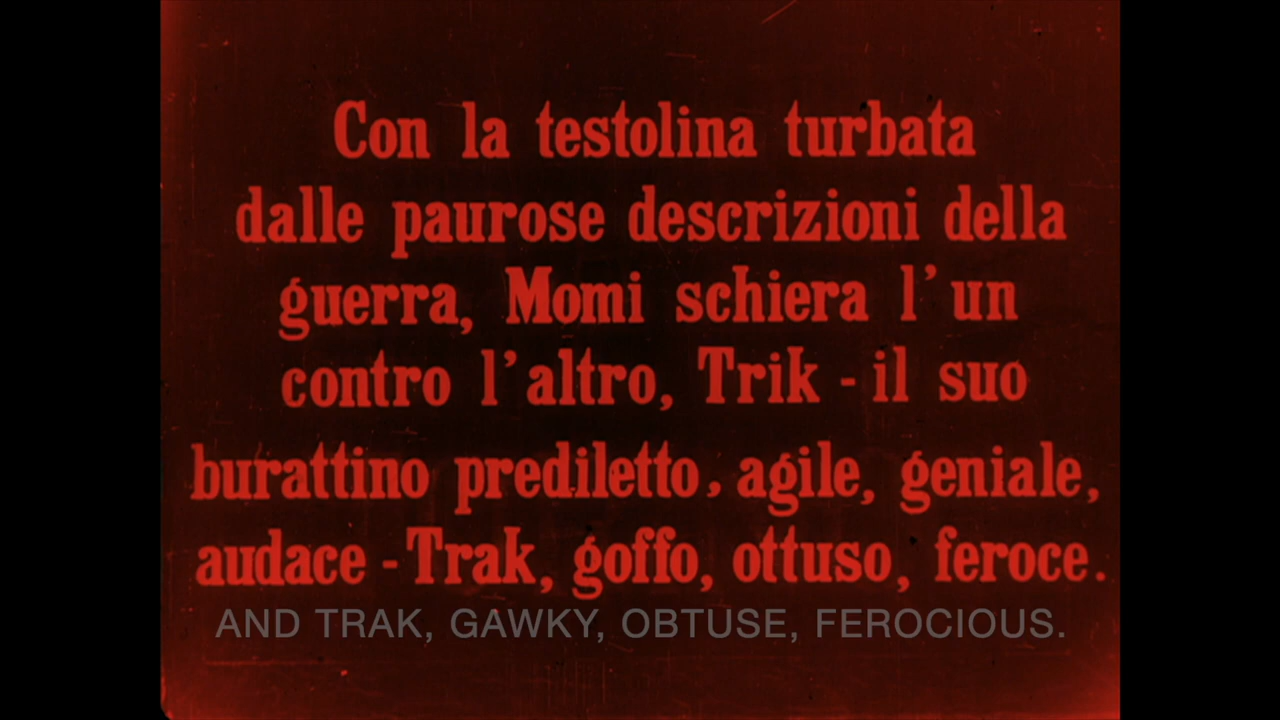 Con la testolina turbata
dalle paurose descrizioni della
guerra, Momi schiera l'un
contro l'altro, Trik - il suo
burattino prediletto, agile, geniale,
audace - Trak, goffo, ottuso, feroce.
AND TRAK, GAWKY, OBTUSE, FEROCIOUS.